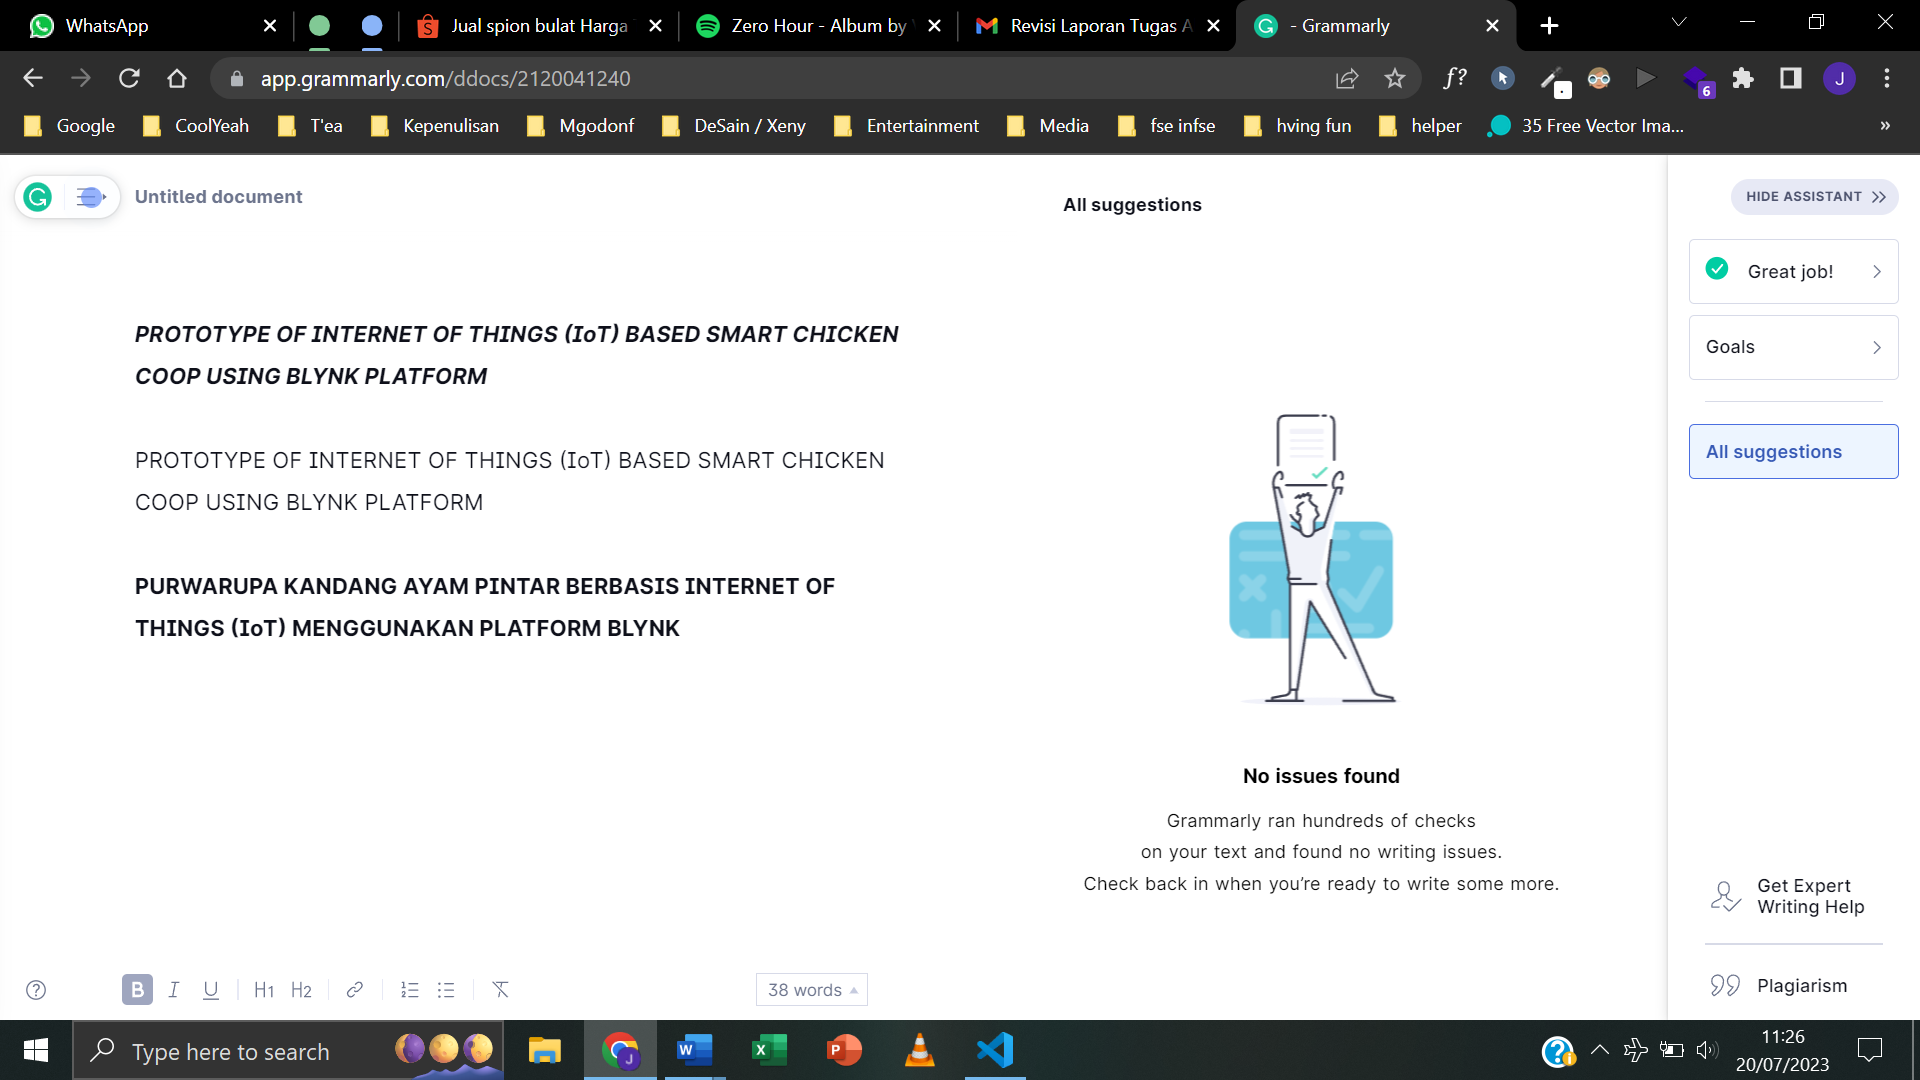 WhatsApp
Jual spion bulat Harga
Zero Hour - Album by
Revisi Laporan Tugas A
- Grammarly
app.grammarly.com/ddocs/2120041240
f?
6
J
Google
CoolYeah
T'ea
Kepenulisan
Mgodonf
DeSain / Xeny
Entertainment
Media
fse infse
hving fun
helper
35 Free Vector Ima...
»
Untitled document
All suggestions
HIDE ASSISTANT
Great job!
Goals
All suggestions
PROTOTYPE OF INTERNET OF THINGS (IoT) BASED SMART CHICKEN
COOP USING BLYNK PLATFORM
PROTOTYPE OF INTERNET OF THINGS (IoT) BASED SMART CHICKEN
COOP USING BLYNK PLATFORM
PURWARUPA KANDANG AYAM PINTAR BERBASIS INTERNET OF
THINGS (IoT) MENGGUNAKAN PLATFORM BLYNK
No issues found
Grammarly ran hundreds of checks
on your text and found no writing issues.
Check back in when you’re ready to write some more.
Get Expert
Writing Help
Plagiarism
B I U H1 H2
38 words
Type here to search
11:26
20/07/2023